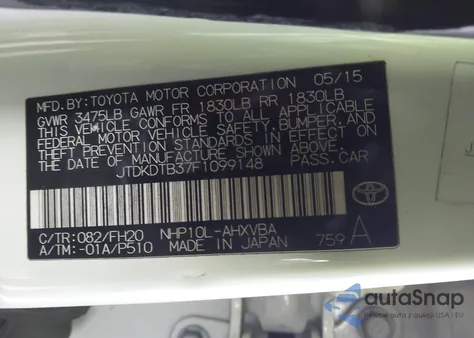 MFD.BY: TOYOTA MOTOR CORPORATION 05/15
GVWR 3475LB GAWR FR 1830LB RR 1830LB
THIS VEHICLE CONFORMS TO ALL APPLICABLE
FEDERAL MOTOR VEHICLE SAFETY, BUMPER, AND
THEFT PREVENTION STANDARDS IN EFFECT ON
THE DATE OF MANUFACTURE SHOWN ABOVE.
JTDKDTB37F1099148 PASS.CAR
C/TR:082/FH20 NHP10L-AHXVBA
A/TM:-01A/P510 MADE IN JAPAN 759 A
TOYOTA
autaSnap